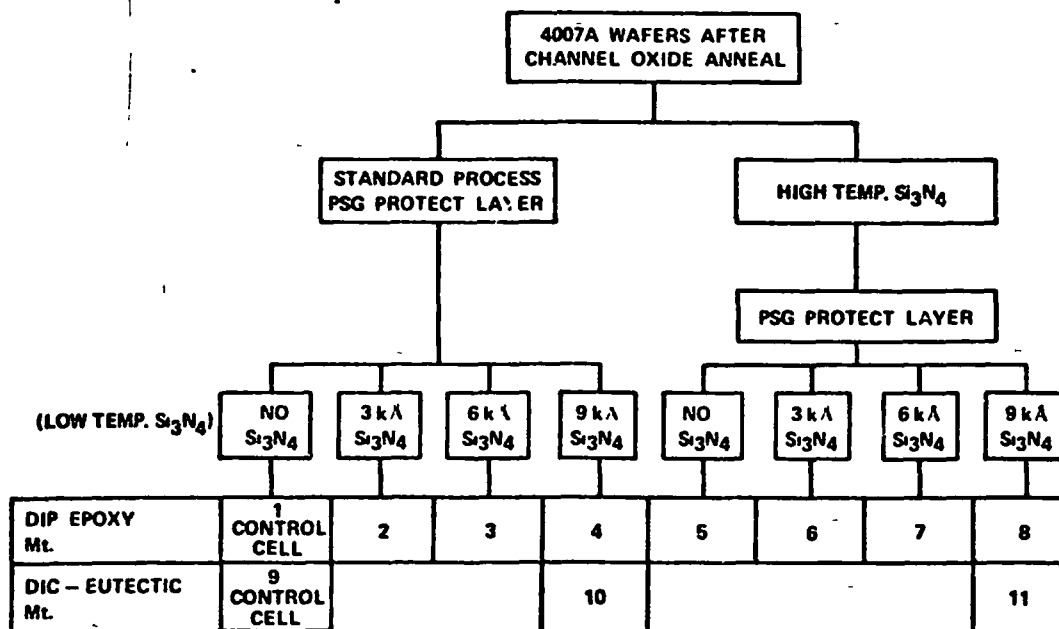 4007A WAFERS AFTER
CHANNEL OXIDE ANNEAL
STANDARD PROCESS
PSG PROTECT LAYER
HIGH TEMP. Si3N4
PSG PROTECT LAYER
(LOW TEMP. Si3N4)
NO
Si3N4
3 kÅ
Si3N4
6 kÅ
Si3N4
9 kÅ
Si3N4
NO
Si3N4
3 kÅ
Si3N4
6 kÅ
Si3N4
9 kÅ
Si3N4
DIP EPOXY
Mt.
1
CONTROL
CELL
2
3
4
5
6
7
8
DIC – EUTECTIC
Mt.
9
CONTROL
CELL
10
11